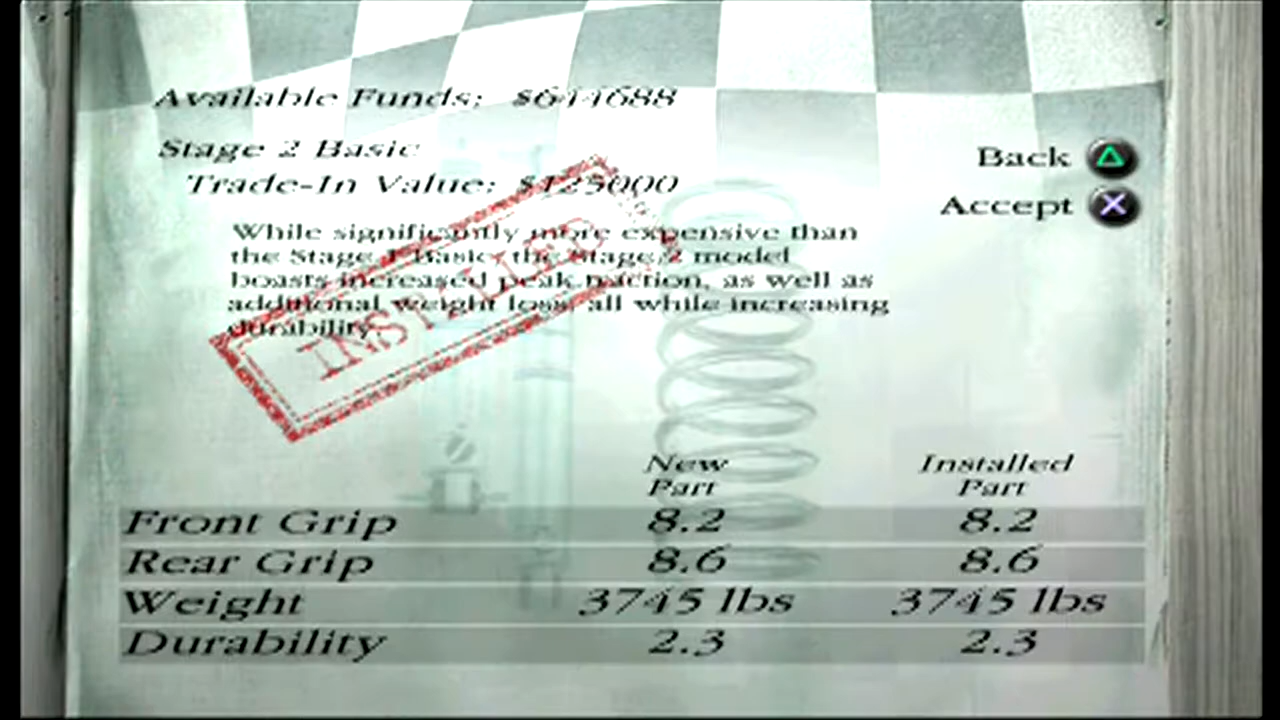 Available Funds: $644688
Stage 2 Basic
Trade-In Value: $125000
Back
Accept
While significantly more expensive than
the Stage 1 Basic, the Stage 2 model
boasts increased peak traction, as well as
additional weight loss, all while increasing
durability.
INSTALLED
New Installed
Part Part
Front Grip 8.2 8.2
Rear Grip 8.6 8.6
Weight 3745 lbs 3745 lbs
Durability 2.3 2.3